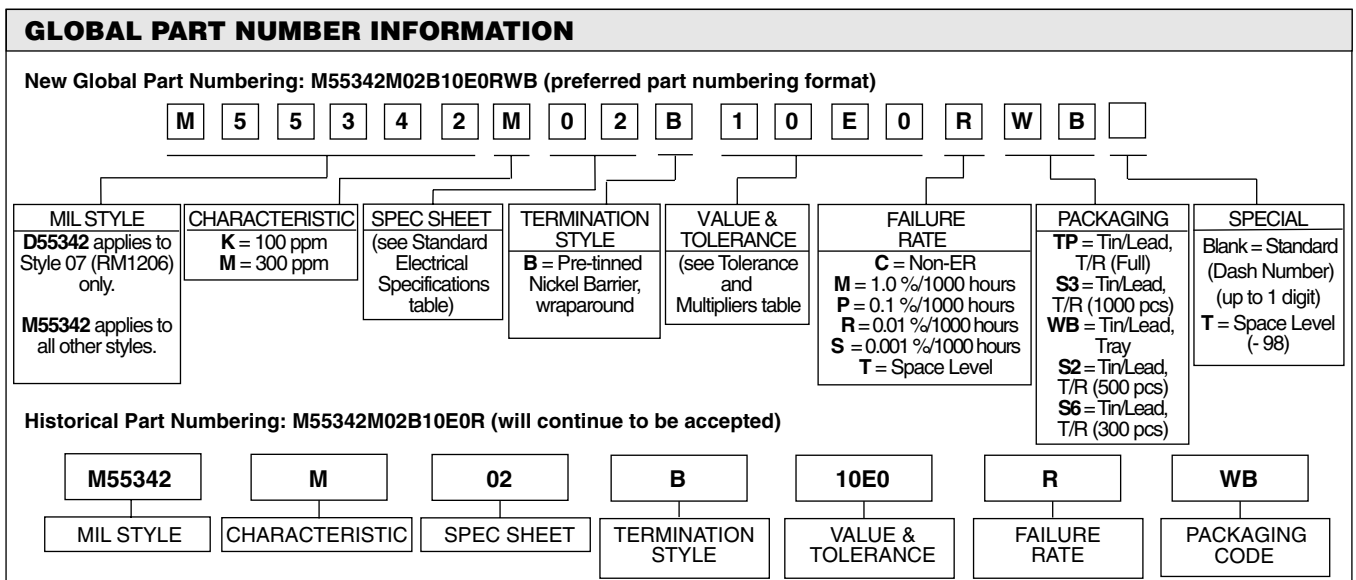 GLOBAL PART NUMBER INFORMATION
New Global Part Numbering: M55342M02B10E0RWB (preferred part numbering format)
M 5 5 3 4 2 M 0 2 B 1 0 E 0 R W B
MIL STYLE
D55342 applies to
Style 07 (RM1206)
only.
M55342 applies to
all other styles.
CHARACTERISTIC
K = 100 ppm
M = 300 ppm
SPEC SHEET
(see Standard
Electrical
Specifications
table)
TERMINATION
STYLE
B = Pre-tinned
Nickel Barrier,
wraparound
VALUE &
TOLERANCE
(see Tolerance
and
Multipliers table
FAILURE
RATE
C = Non-ER
M = 1.0 %/1000 hours
P = 0.1 %/1000 hours
R = 0.01 %/1000 hours
S = 0.001 %/1000 hours
T = Space Level
PACKAGING
TP = Tin/Lead,
T/R (Full)
S3 = Tin/Lead,
T/R (1000 pcs)
WB = Tin/Lead,
Tray
S2 = Tin/Lead,
T/R (500 pcs)
S6 = Tin/Lead,
T/R (300 pcs)
SPECIAL
Blank = Standard
(Dash Number)
(up to 1 digit)
T = Space Level
(- 98)
Historical Part Numbering: M55342M02B10E0R (will continue to be accepted)
M55342 M 02 B 10E0 R WB
MIL STYLE
CHARACTERISTIC
SPEC SHEET
TERMINATION
STYLE
VALUE &
TOLERANCE
FAILURE
RATE
PACKAGING
CODE